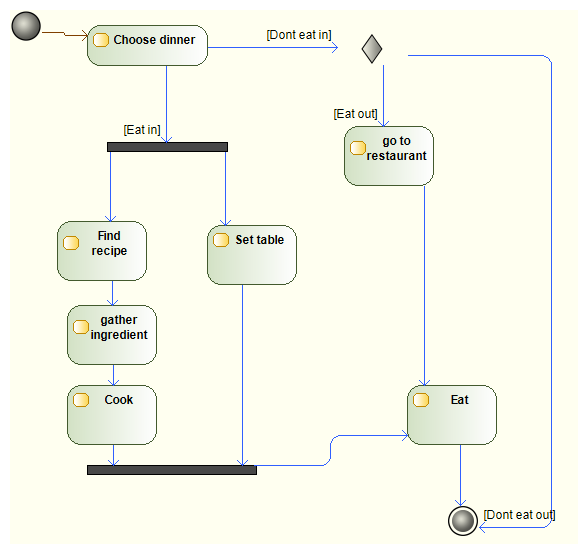 Choose dinner
[Dont eat in]
[Eat in]
[Eat out]
go to
restaurant
Find
recipe
Set table
gather
ingredient
Cook
Eat
[Dont eat out]